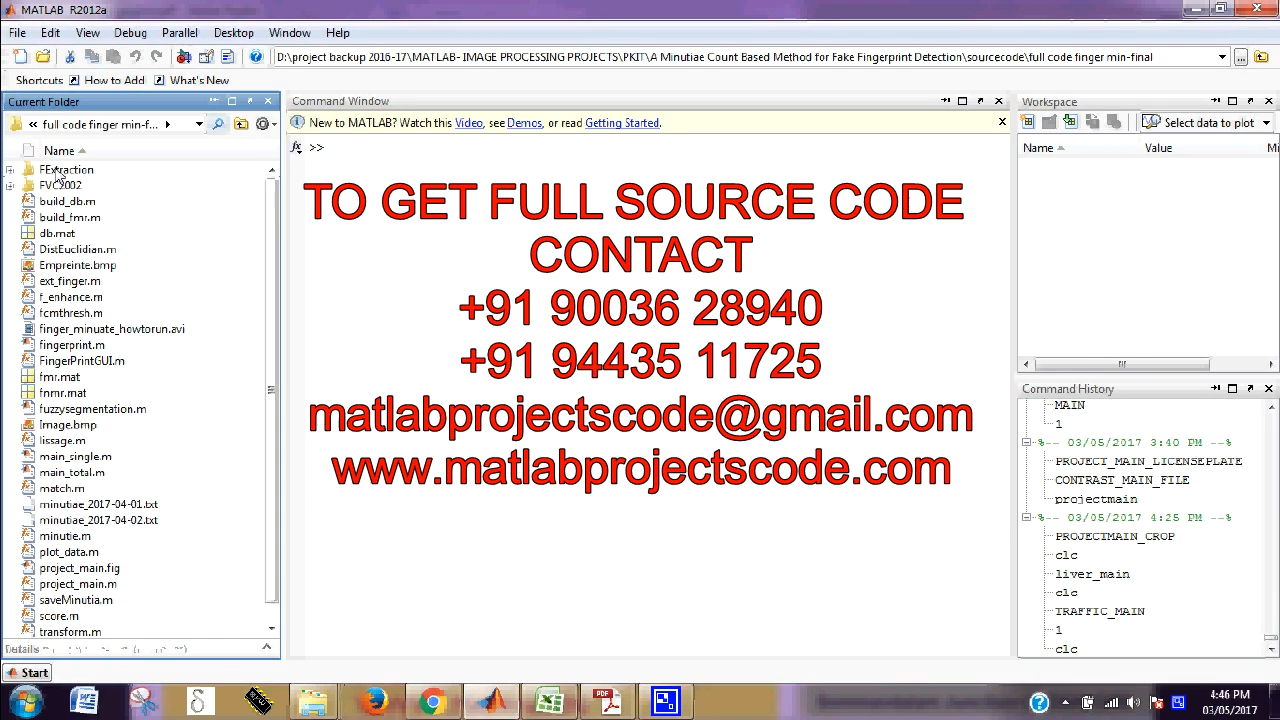 MATLAB R2012a
File Edit View Debug Parallel Desktop Window Help
D:\project backup 2016-17\MATLAB- IMAGE PROCESSING PROJECTS\PKIT\A Minutiae Count Based Method for Fake Fingerprint Detection\sourcecode\full code finger min-final
Shortcuts How to Add What's New
Current Folder
« full code finger min-f...
Name
FExtraction
FVC2002
build_db.m
build_fmr.m
db.mat
DistEuclidian.m
Empreinte.bmp
ext_finger.m
f_enhance.m
fcmthresh.m
finger_minuate_howtorun.avi
fingerprint.m
FingerPrintGUI.m
fmr.mat
fnmr.mat
fuzzysegmentation.m
Image.bmp
lissage.m
main_single.m
main_total.m
match.m
minutiae_2017-04-01.txt
minutiae_2017-04-02.txt
minutie.m
plot_data.m
project_main.fig
project_main.m
saveMinutia.m
score.m
transform.m
Details
Command Window
New to MATLAB? Watch this Video, see Demos, or read Getting Started.
fx >>
TO GET FULL SOURCE CODE
CONTACT
+91 90036 28940
+91 94435 11725
matlabprojectscode@gmail.com
www.matlabprojectscode.com
Workspace
Select data to plot
Name Value Mi
Command History
MAIN
1
%-- 03/05/2017 3:40 PM --%
PROJECT_MAIN_LICENSEPLATE
CONTRAST_MAIN_FILE
projectmain
%-- 03/05/2017 4:25 PM --%
PROJECTMAIN_CROP
clc
liver_main
clc
TRAFFIC_MAIN
1
clc
Start
4:46 PM
03/05/2017